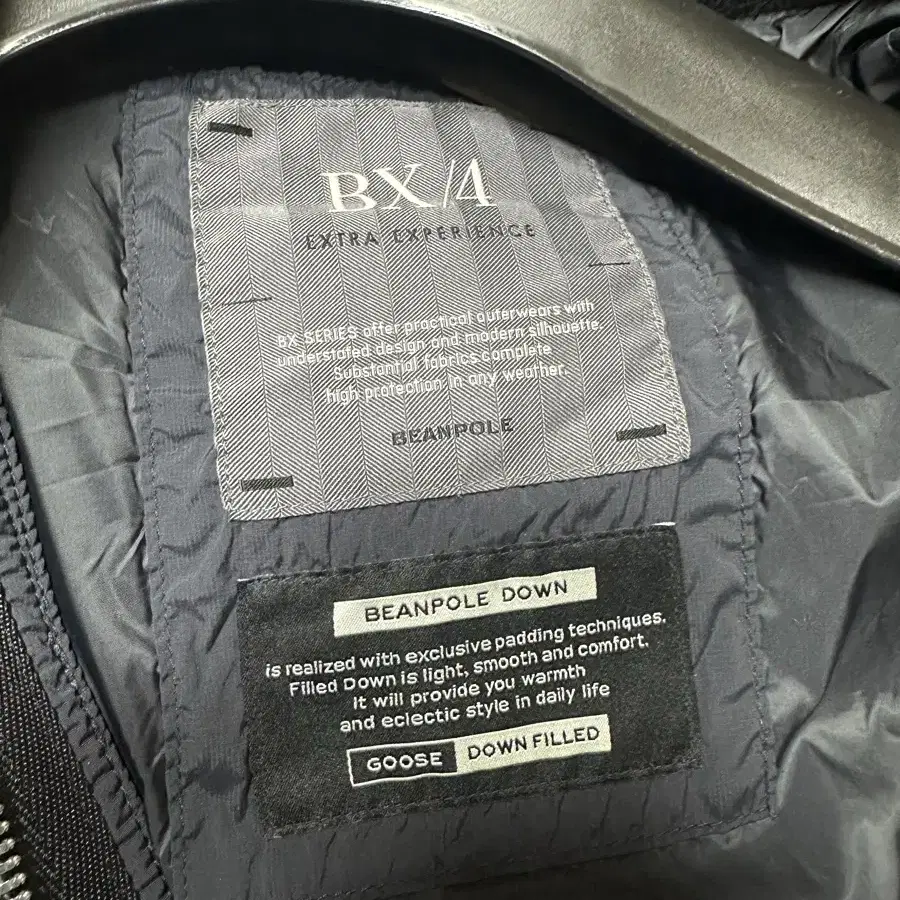 BX/4
EXTRA EXPERIENCE
BX SERIES offer practical outerwears with
understated design and modern silhouette.
Substantial fabrics complete
high protection in any weather.
BEANPOLE
BEANPOLE DOWN
is realized with exclusive padding techniques.
Filled Down is light, smooth and comfort.
It will provide you warmth
and eclectic style in daily life
GOOSE DOWN FILLED